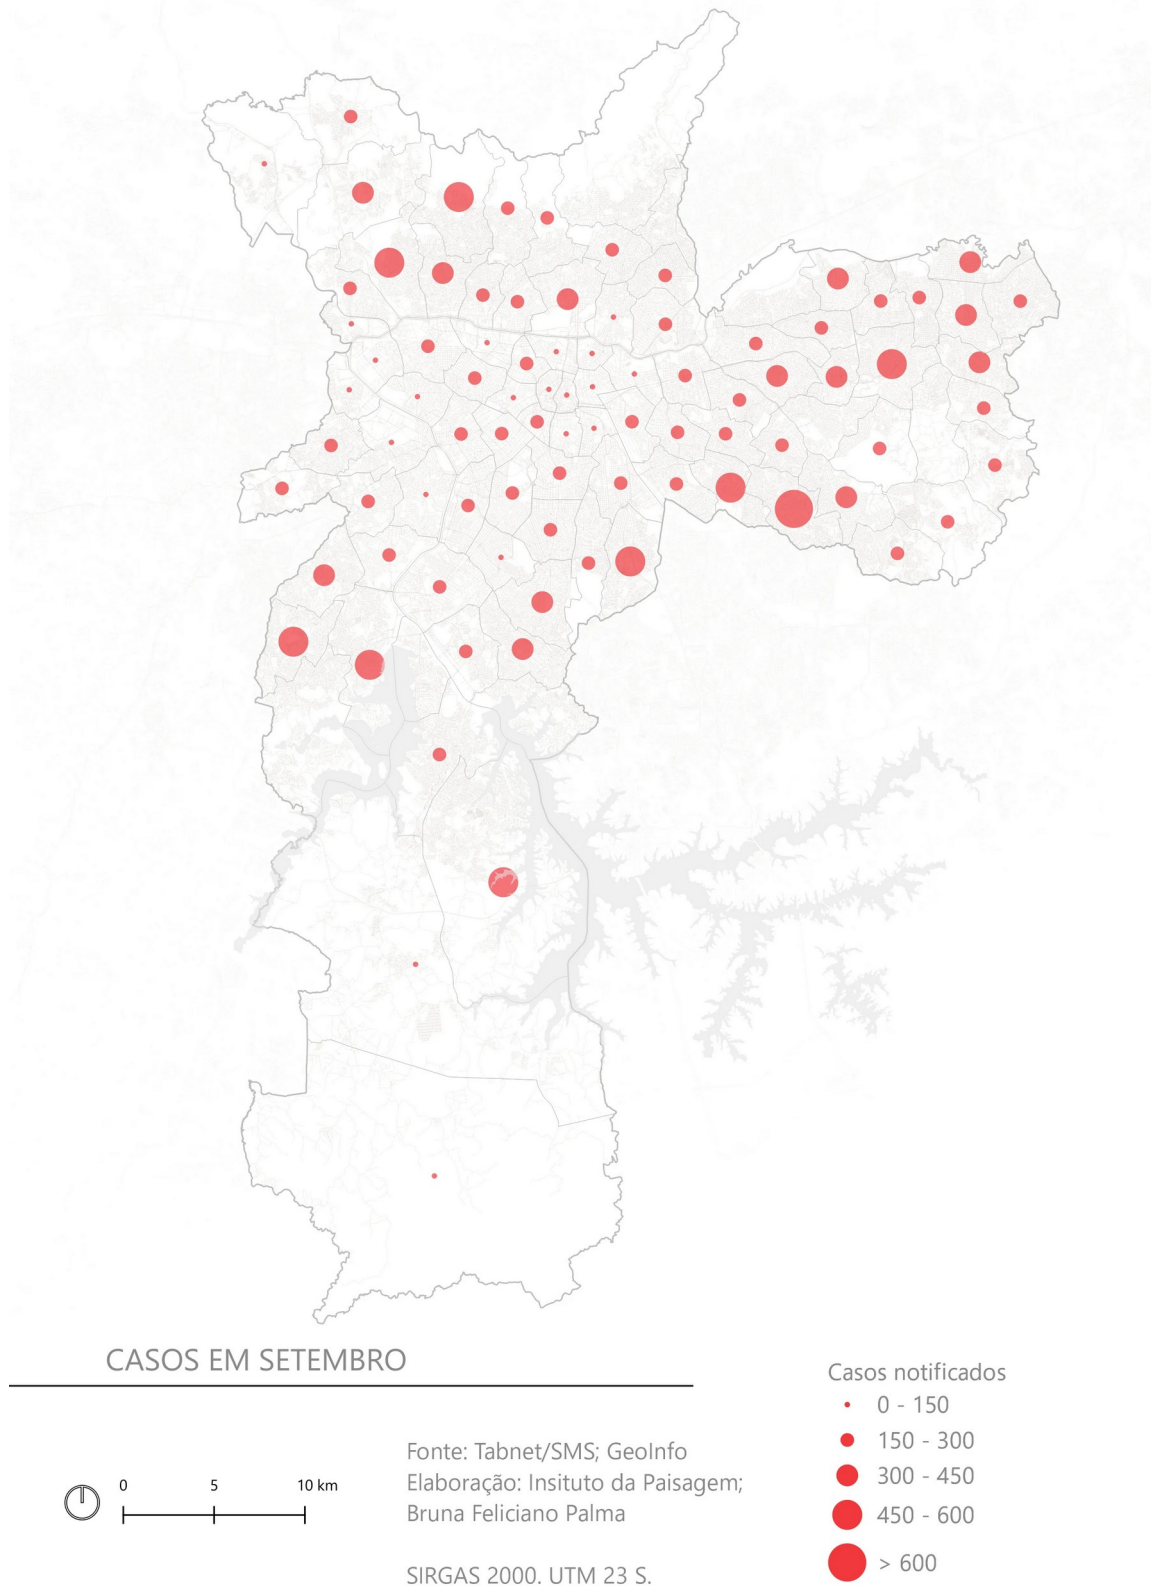 CASOS EM SETEMBRO
0 5 10 km
Fonte: Tabnet/SMS; GeoInfo
Elaboração: Insituto da Paisagem;
Bruna Feliciano Palma
SIRGAS 2000. UTM 23 S.
Casos notificados
0 - 150
150 - 300
300 - 450
450 - 600
> 600